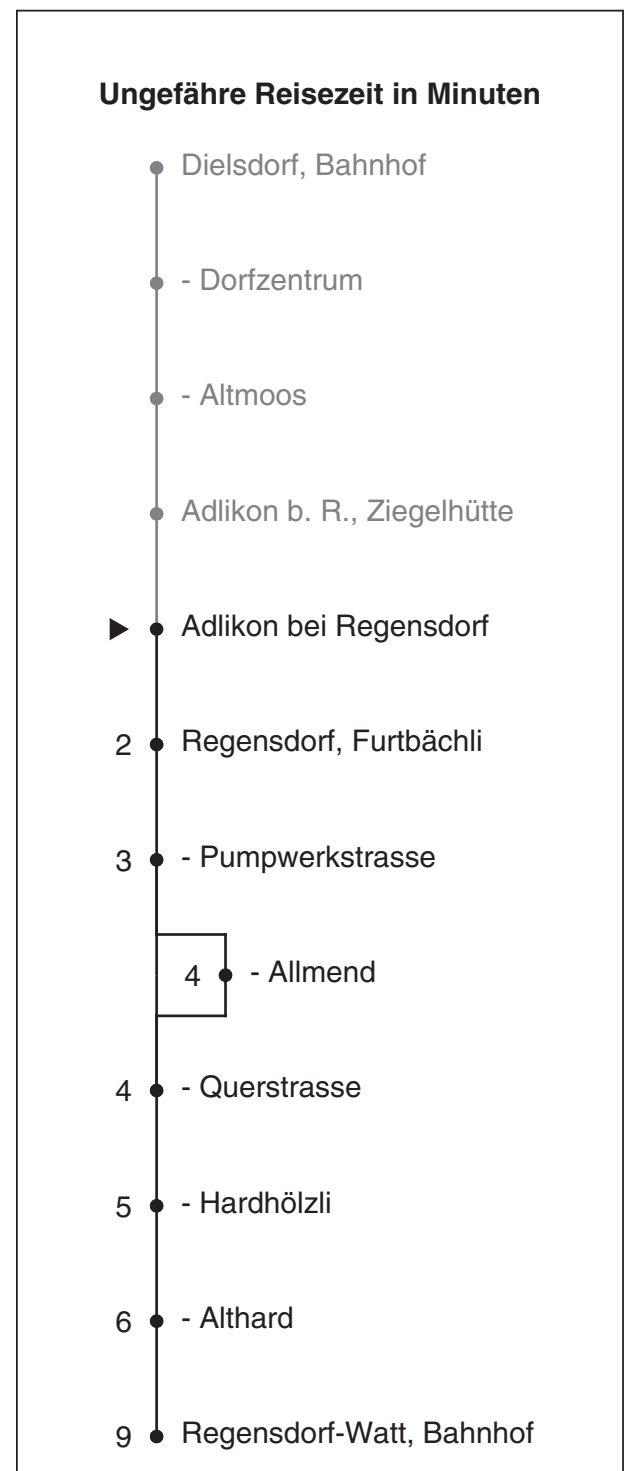 Ungefähre Reisezeit in Minuten
Dielsdorf, Bahnhof
- Dorfzentrum
- Altmoos
Adlikon b. R., Ziegelhütte
Adlikon bei Regensdorf
2 Regensdorf, Furtbächli
3 - Pumpwerkstrasse
4 - Allmend
4 - Querstrasse
5 - Hardhölzli
6 - Althard
9 Regensdorf-Watt, Bahnhof